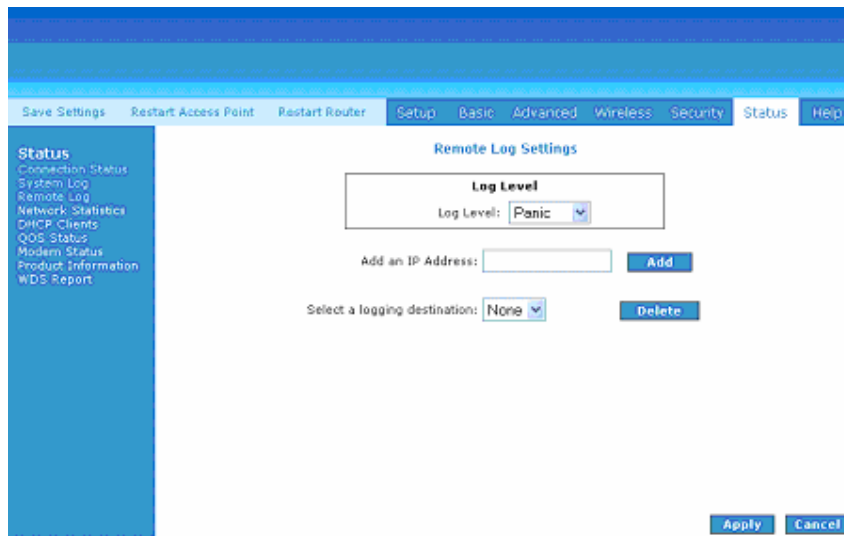 Save Settings Restart Access Point Restart Router Setup Basic Advanced Wireless Security Status Help
Status
Connection Status
System Log
Remote Log
Network Statistics
DHCP Clients
QOS Status
Modem Status
Product Information
WDS Report
Remote Log Settings
Log Level
Log Level: Panic
Add an IP Address: Add
Select a logging destination: None Delete
Apply Cancel